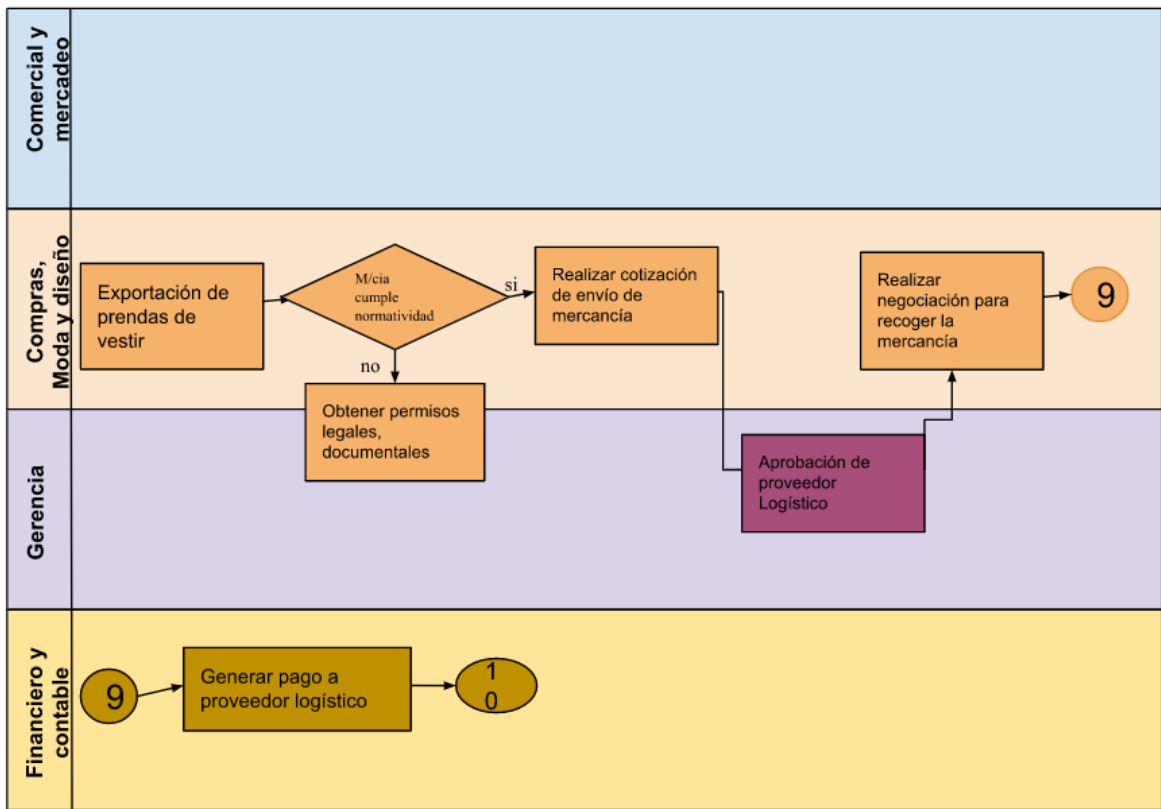 Comercial y
mercadeo
Compras,
Moda y diseño
Exportación de
prendas de
vestir
M/cia
cumple
normatividad
si
no
Realizar cotización
de envío de
mercancía
Obtener permisos
legales,
documentales
Realizar
negociación para
recoger la
mercancía
9
Gerencia
Aprobación de
proveedor
Logístico
Financiero y
contable
9
Generar pago a
proveedor logístico
1
0